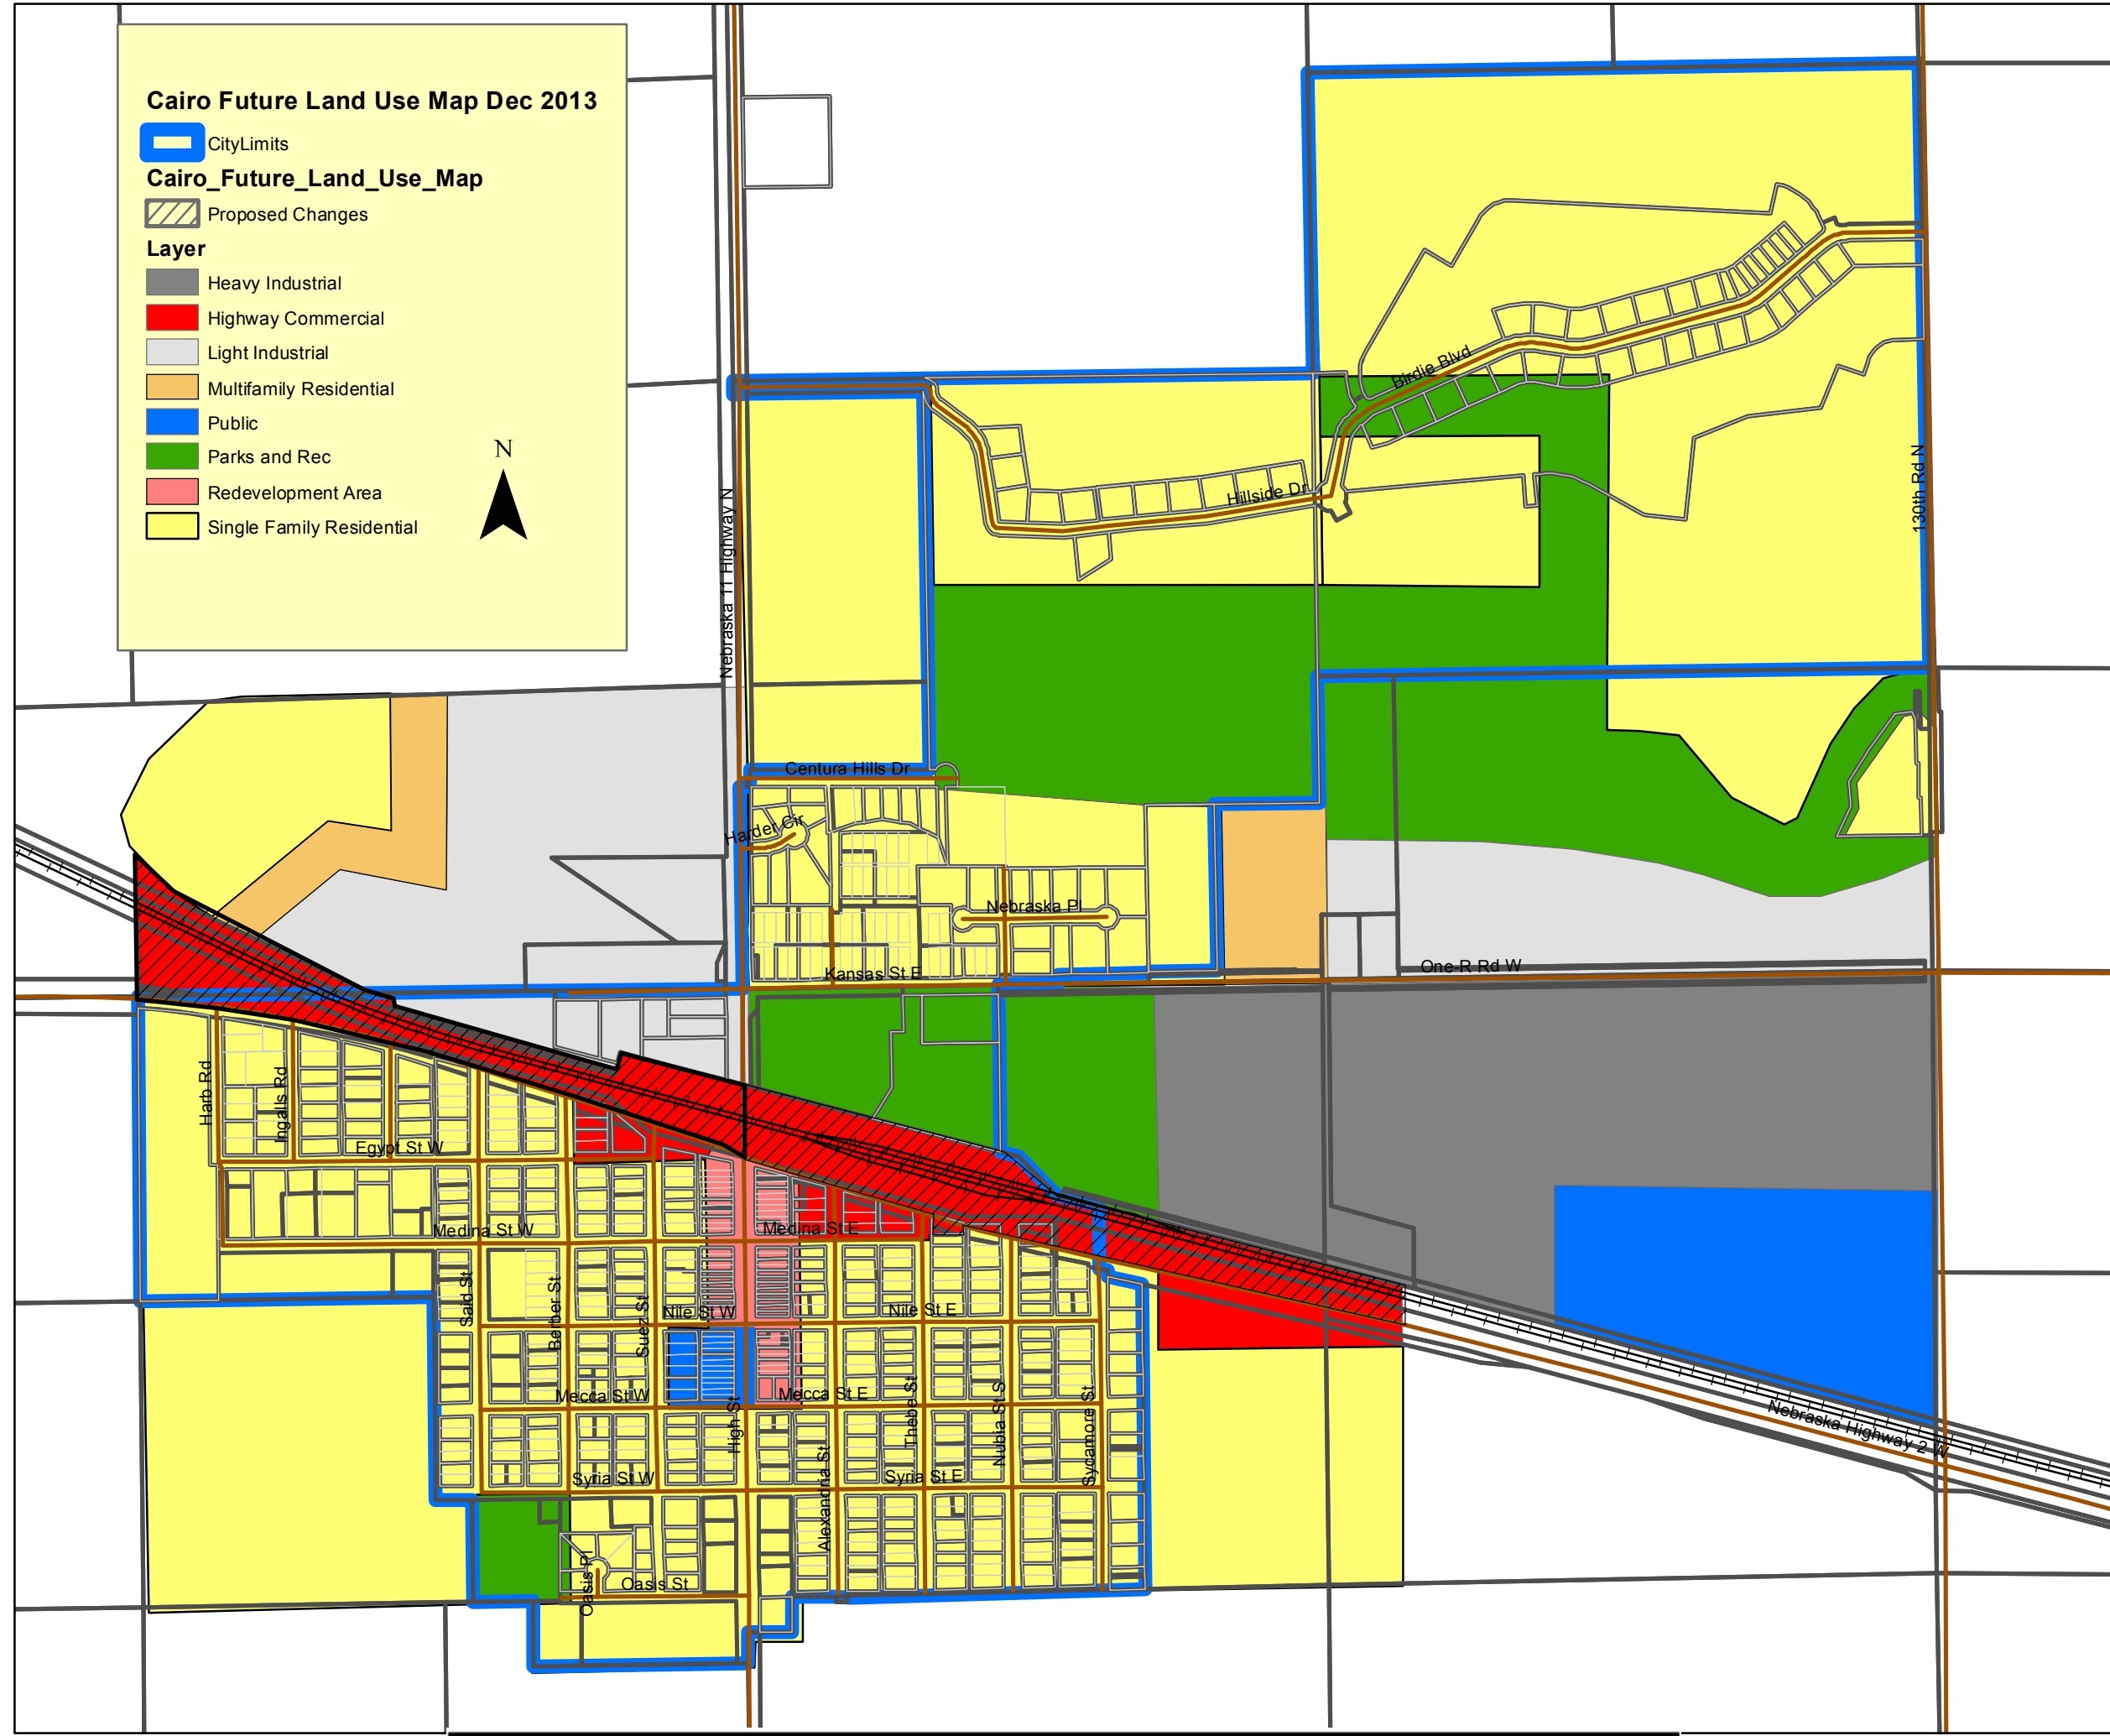 Cairo Future Land Use Map Dec 2013
CityLimits
Cairo_Future_Land_Use_Map
Proposed Changes
Layer
Heavy Industrial
Highway Commercial
Light Industrial
Multifamily Residential
Public
Parks and Rec
Redevelopment Area
Single Family Residential
N
Birdie Blvd
Hillside Dr
130th Rd N
Nebraska 11 Highway N
Centura Hills Dr
Harder Cir
Nebraska Pl
Kansas St E
One-R Rd W
Harb Rd
Ingalls Rd
Egypt St W
Medina St W
Medina St E
Said St
Berber St
Suez St
Nile St W
Nile St E
Mecca St W
Mecca St E
High St
Alexandria St
Thebe St
Nubia St S
Sycamore St
Nebraska Highway 2 W
Syria St W
Syria St E
Oasis Pl
Oasis St